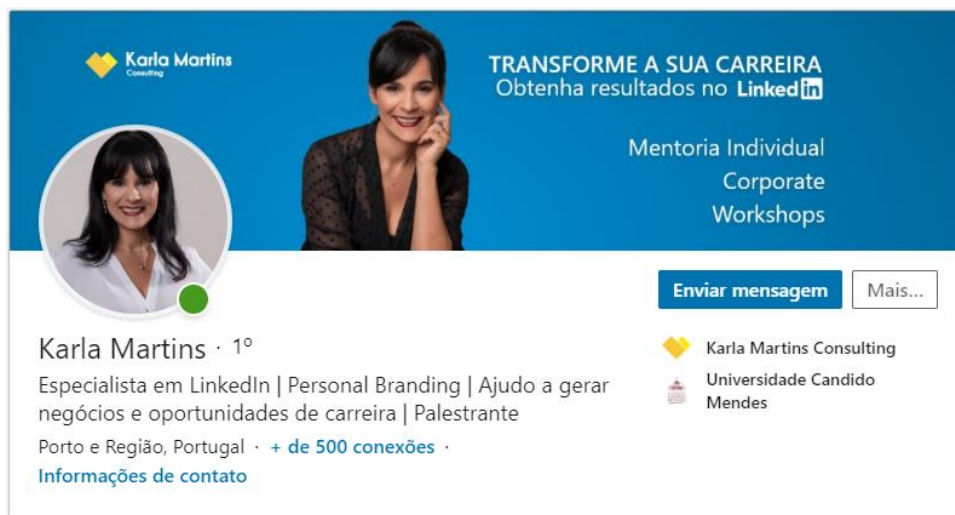 Karla Martins
Consulting
TRANSFORME A SUA CARREIRA
Obtenha resultados no Linked in
Mentoria Individual
Corporate
Workshops
Enviar mensagem
Mais...
Karla Martins · 1º
Especialista em LinkedIn | Personal Branding | Ajudo a gerar
negócios e oportunidades de carreira | Palestrante
Porto e Região, Portugal · + de 500 conexões ·
Informações de contato
Karla Martins Consulting
Universidade Candido
Mendes